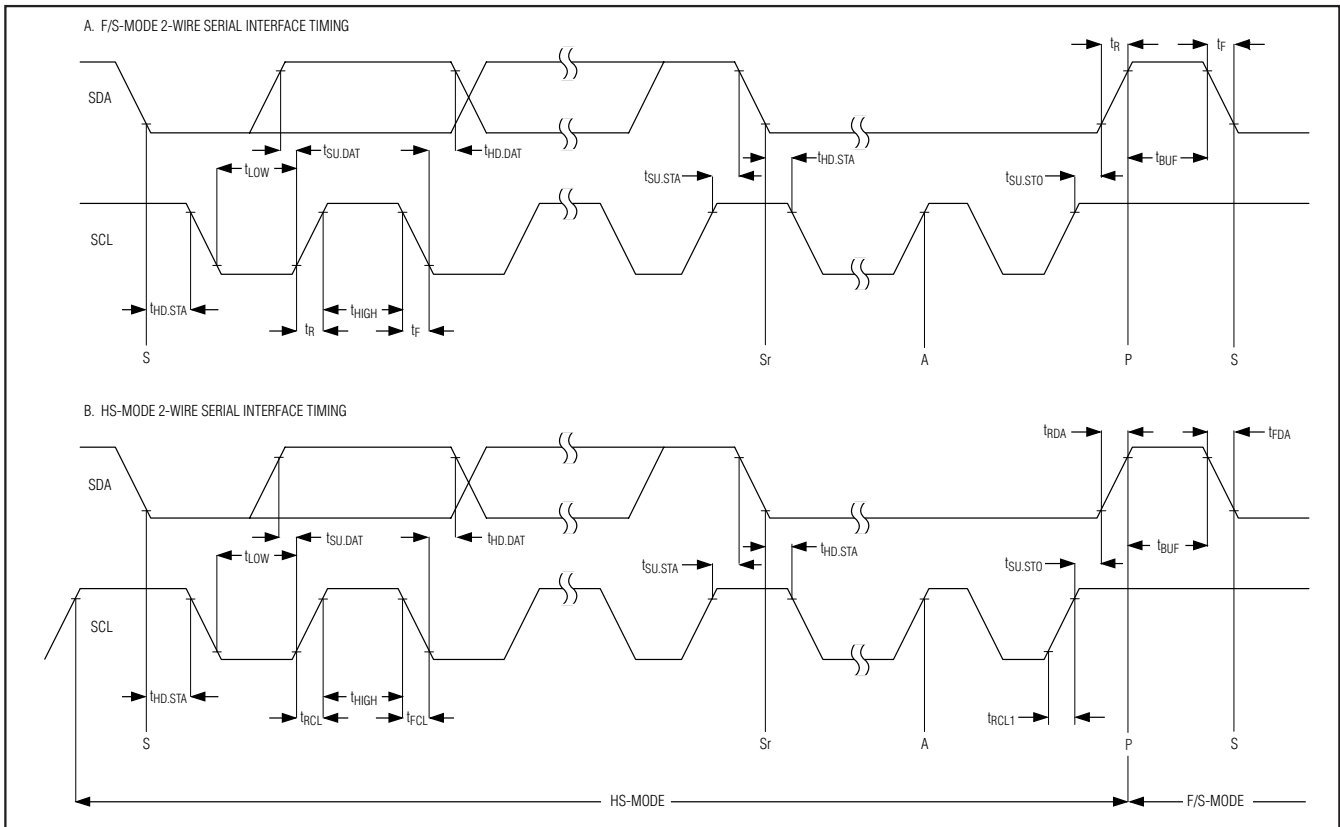 A. F/S-MODE 2-WIRE SERIAL INTERFACE TIMING
tR
tF
SDA
tSU.DAT
tHD.DAT
tLOW
tSU.STA
tHD.STA
tSU.STO
tBUF
SCL
tHD.STA
tR
tHIGH
tF
S
Sr
A
P
S
B. HS-MODE 2-WIRE SERIAL INTERFACE TIMING
tRDA
tFDA
SDA
tSU.DAT
tHD.DAT
tLOW
tSU.STA
tHD.STA
tSU.STO
tBUF
SCL
tHD.STA
tRCL
tHIGH
tFCL
tRCL1
S
Sr
A
P
S
HS-MODE
F/S-MODE